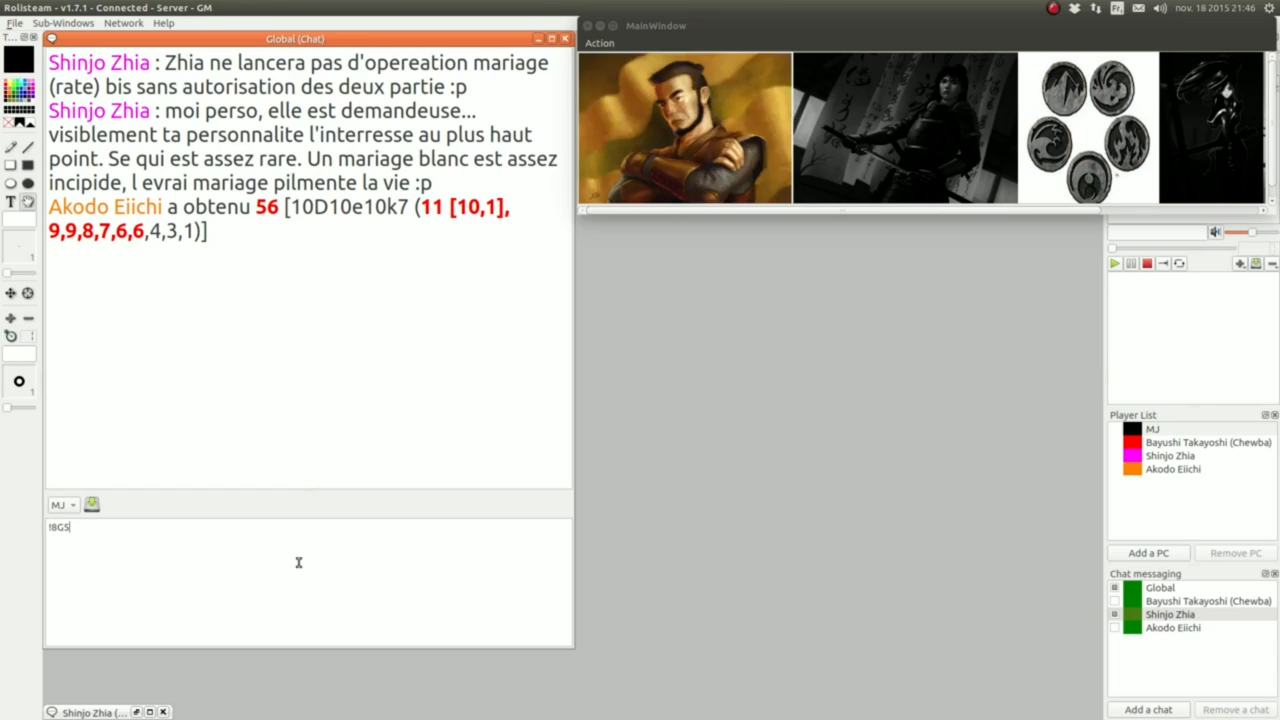 Rolisteam - v1.7.1 - Connected - Server - GM
Fr
nov. 18 2015 21:46
File Sub-Windows Network Help
T...
Global (Chat)
Shinjo Zhia : Zhia ne lancera pas d'opereation mariage
(rate) bis sans autorisation des deux partie :p
Shinjo Zhia : moi perso, elle est demandeuse...
visiblement ta personnalite l'interresse au plus haut
point. Se qui est assez rare. Un mariage blanc est assez
incipide, l evrai mariage pilmente la vie :p
Akodo Eiichi a obtenu 56 [10D10e10k7 (11 [10,1],
9,9,8,7,6,6,4,3,1)]
T
1
1
1
MJ
!8G5
Shinjo Zhia (...
MainWindow
Action
Player List
MJ
Bayushi Takayoshi (Chewba)
Shinjo Zhia
Akodo Eiichi
Add a PC Remove PC
Chat messaging
Global
Bayushi Takayoshi (Chewba)
Shinjo Zhia
Akodo Eiichi
Add a chat Remove a chat